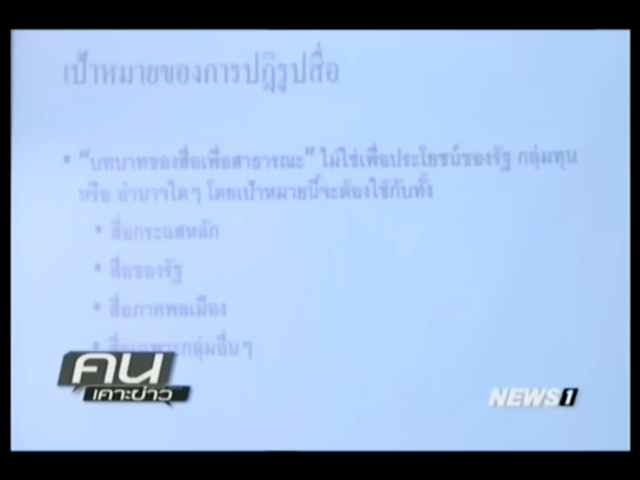 เป้าหมายของการปฏิรูปสื่อ
• "บทบาทของสื่อเพื่อสาธารณะ" ไม่ใช่เพื่อประโยชน์ของรัฐ กลุ่มทุน
หรือ อำนาจใดๆ โดยเป้าหมายนี้จะต้องใช้กับทั้ง
• สื่อกระแสหลัก
• สื่อของรัฐ
• สื่อภาคพลเมือง
• สื่อเฉพาะกลุ่มอื่นๆ
คน
เคาะข่าว
NEWS1